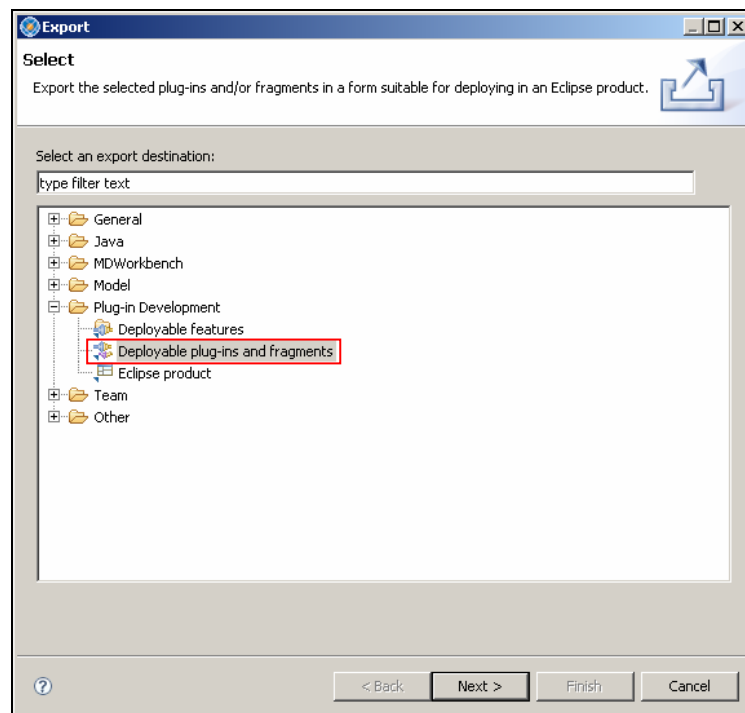 Export
Select
Export the selected plug-ins and/or fragments in a form suitable for deploying in an Eclipse product.
Select an export destination:
type filter text
General
Java
MDWorkbench
Model
Plug-in Development
Deployable features
Deployable plug-ins and fragments
Eclipse product
Team
Other
?
< Back Next > Finish Cancel